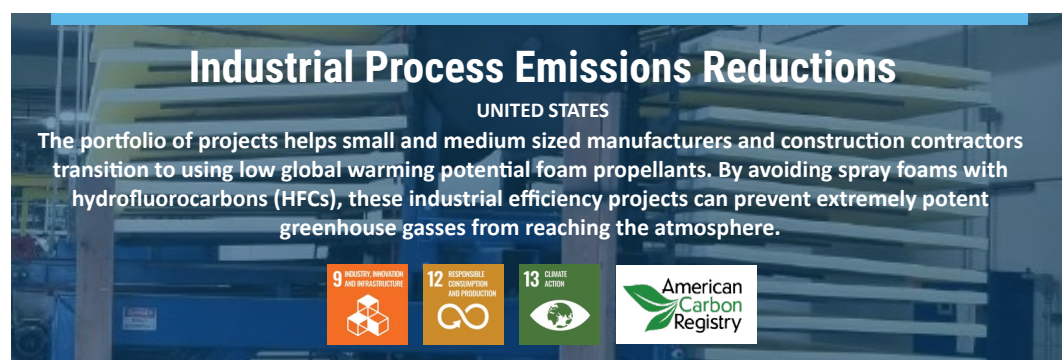 Industrial Process Emissions Reductions
UNITED STATES
The portfolio of projects helps small and medium sized manufacturers and construction contractors
transition to using low global warming potential foam propellants. By avoiding spray foams with
hydrofluorocarbons (HFCs), these industrial efficiency projects can prevent extremely potent
greenhouse gasses from reaching the atmosphere.
9 INDUSTRY, INNOVATION
AND INFRASTRUCTURE
12 RESPONSIBLE
CONSUMPTION
AND PRODUCTION
13 CLIMATE
ACTION
American
Carbon
Registry